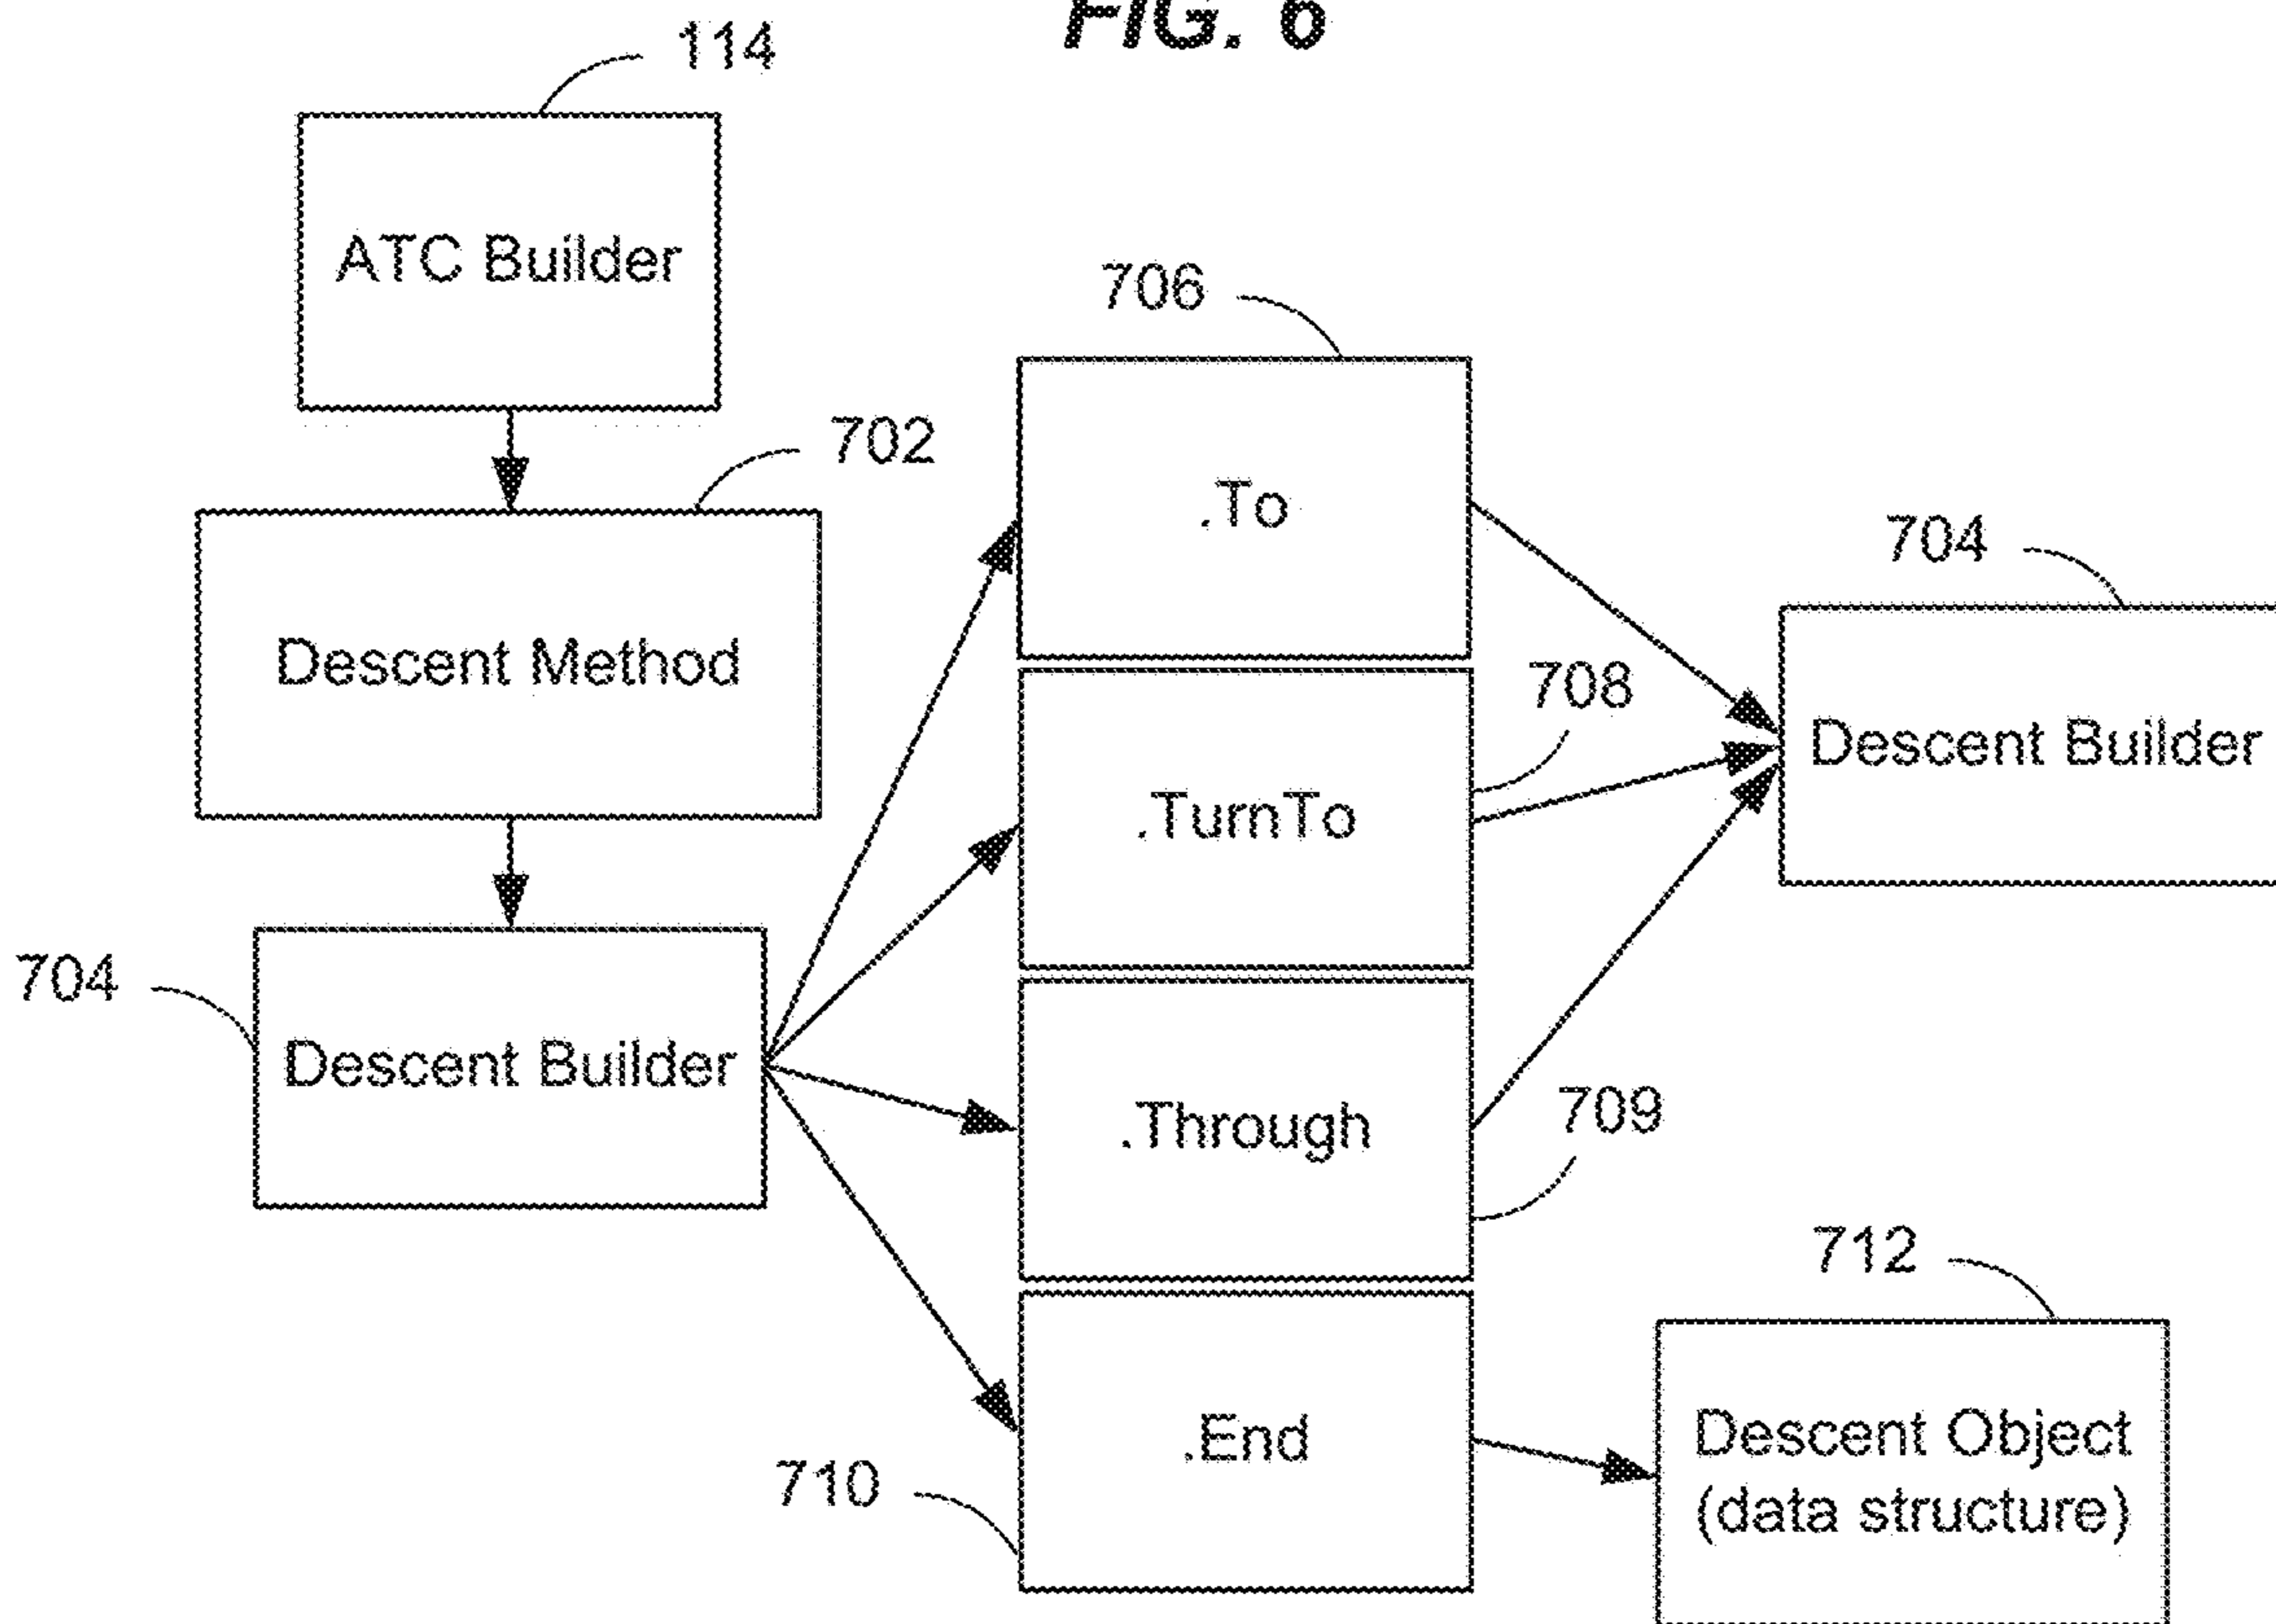 FIG. 6
114
ATC Builder
702
Descent Method
704
Descent Builder
706
.To
708
.TurnTo
.Through
709
.End
710
704
Descent Builder
712
Descent Object
(data structure)